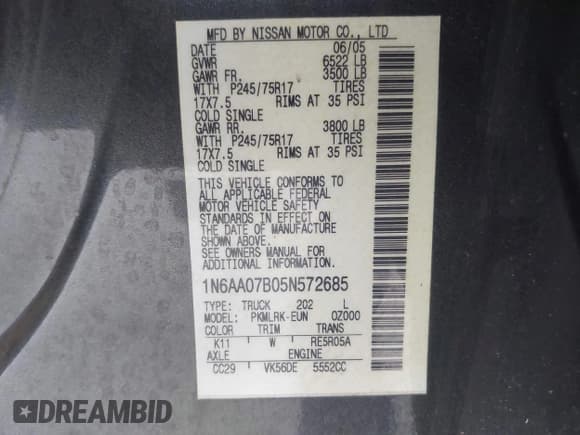 MFD BY NISSAN MOTOR CO., LTD
DATE 06/05
GVWR 6522 LB
GAWR FR. 3500 LB
WITH P245/75R17 TIRES
17X7.5 RIMS AT 35 PSI
COLD SINGLE
GAWR RR. 3800 LB
WITH P245/75R17 TIRES
17X7.5 RIMS AT 35 PSI
COLD SINGLE
THIS VEHICLE CONFORMS TO
ALL APPLICABLE FEDERAL
MOTOR VEHICLE SAFETY
STANDARDS IN EFFECT ON
THE DATE OF MANUFACTURE
SHOWN ABOVE.
SEE OWNERS MANUAL FOR
ADDITIONAL INFORMATION
1N6AA07B05N572685
TYPE: TRUCK 202 L
MODEL: PKMLRK-EUN 0Z000
COLOR TRIM TRANS
K11 W RE5R05A
AXLE ENGINE
CC29 VK56DE 5552CC
DREAMBID